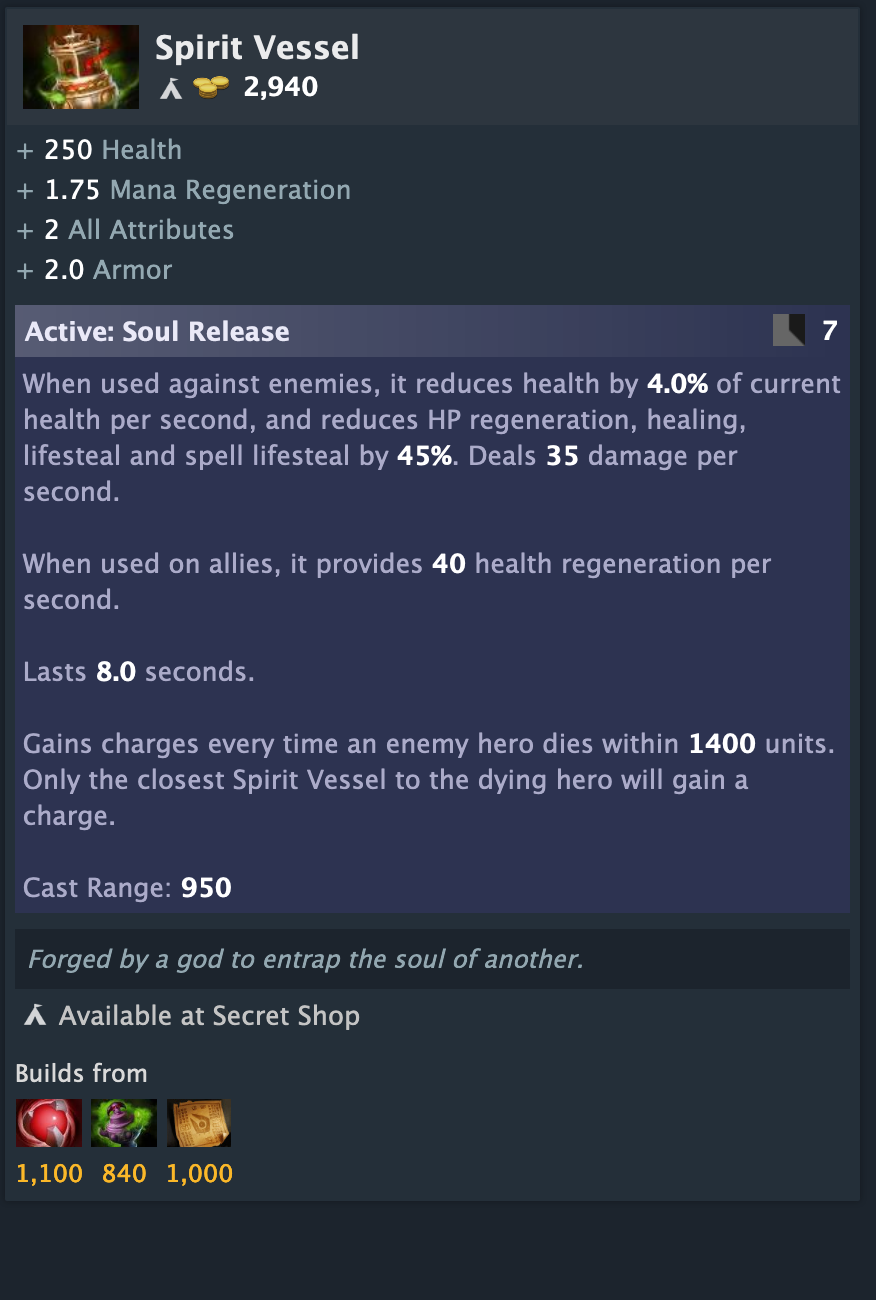 Spirit Vessel
2,940
+ 250 Health
+ 1.75 Mana Regeneration
+ 2 All Attributes
+ 2.0 Armor
Active: Soul Release 7
When used against enemies, it reduces health by 4.0% of current
health per second, and reduces HP regeneration, healing,
lifesteal and spell lifesteal by 45%. Deals 35 damage per
second.
When used on allies, it provides 40 health regeneration per
second.
Lasts 8.0 seconds.
Gains charges every time an enemy hero dies within 1400 units.
Only the closest Spirit Vessel to the dying hero will gain a
charge.
Cast Range: 950
Forged by a god to entrap the soul of another.
Available at Secret Shop
Builds from
1,100 840 1,000